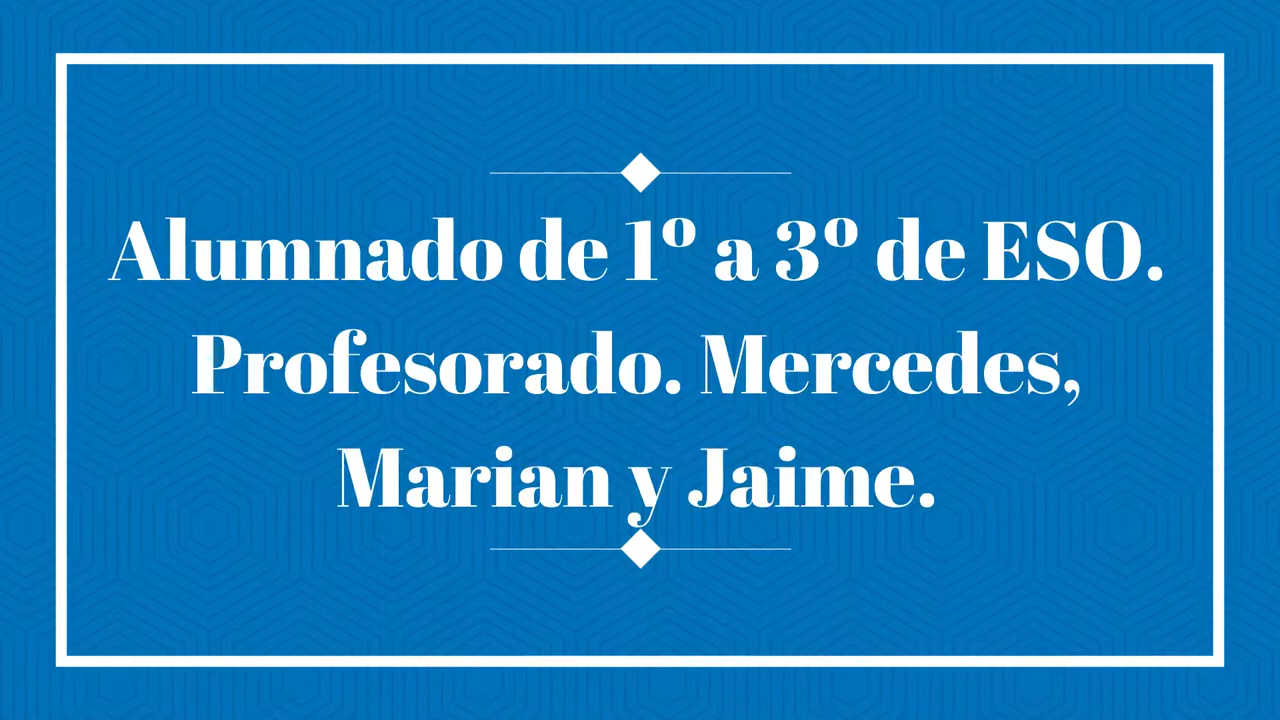 Alumnado de 1º a 3º de ESO.
Profesorado. Mercedes,
Marian y Jaime.